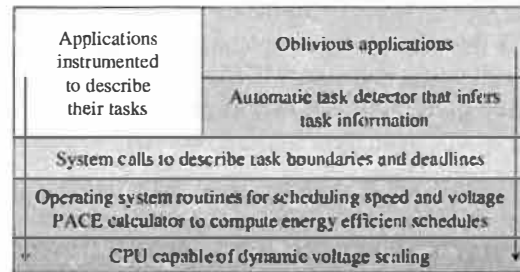 Applications
instrumented
to describe
their tasks
Oblivious applications
Automatic task detector that infers
task information
System calls to describe task boundaries and deadlines
Operating system routines for scheduling speed and voltage
PACE calculator to compute energy efficient schedules
CPU capable of dynamic voltage scaling